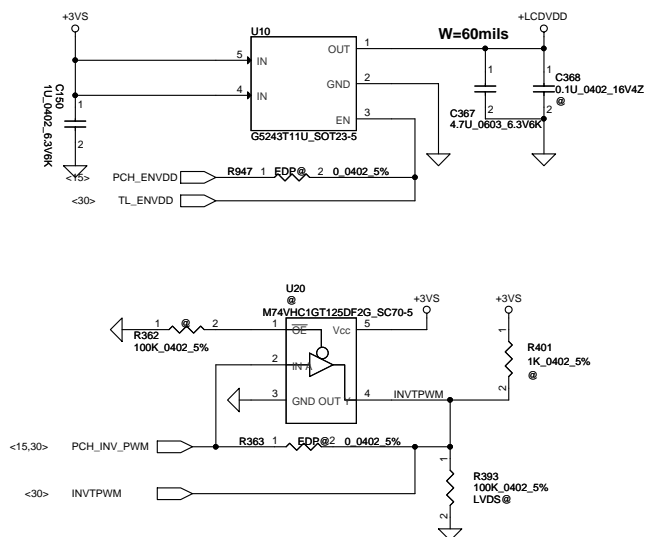 +3VS
+LCDVDD
U10
W=60mils
5
IN
OUT
1
4
IN
GND
2
EN
3
G5243T11U_SOT23-5
C150
1U_0402_6.3V6K
1
2
1
2
C367
4.7U_0603_6.3V6K
1
2
C368
0.1U_0402_16V4Z
@
<15>
PCH_ENVDD
R947
1
EDP@
2
0_0402_5%
<30>
TL_ENVDD
U20
@
M74VHC1GT125DF2G_SC70-5
+3VS
+3VS
1
@
2
R362
100K_0402_5%
1
OE
Vcc
5
2
IN A
3
GND
OUT Y
4
INVTPWM
1
2
R401
1K_0402_5%
@
<15,30>
PCH_INV_PWM
R363
1
EDP@
2
0_0402_5%
<30>
INVTPWM
1
2
R393
100K_0402_5%
LVDS@